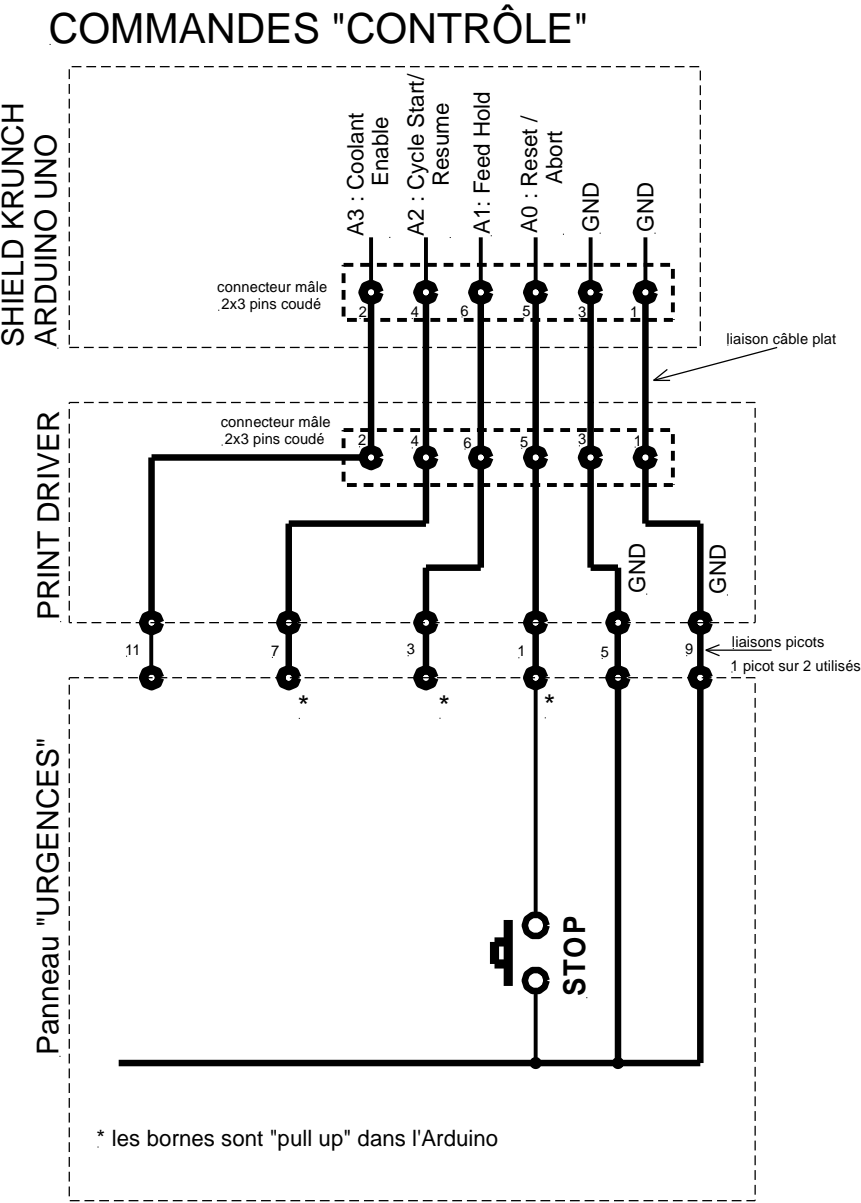 COMMANDES "CONTRÔLE"
SHIELD KRUNCH
ARDUINO UNO
A3 : Coolant
Enable
A2 : Cycle Start/
Resume
A1: Feed Hold
A0 : Reset /
Abort
GND
GND
connecteur mâle
2x3 pins coudé
2
4
6
5
3
1
liaison câble plat
PRINT DRIVER
connecteur mâle
2x3 pins coudé
2
4
6
5
3
1
GND
GND
11
7
3
1
5
9
liaisons picots
1 picot sur 2 utilisés
*
*
*
Panneau "URGENCES"
STOP
* les bornes sont "pull up" dans l'Arduino